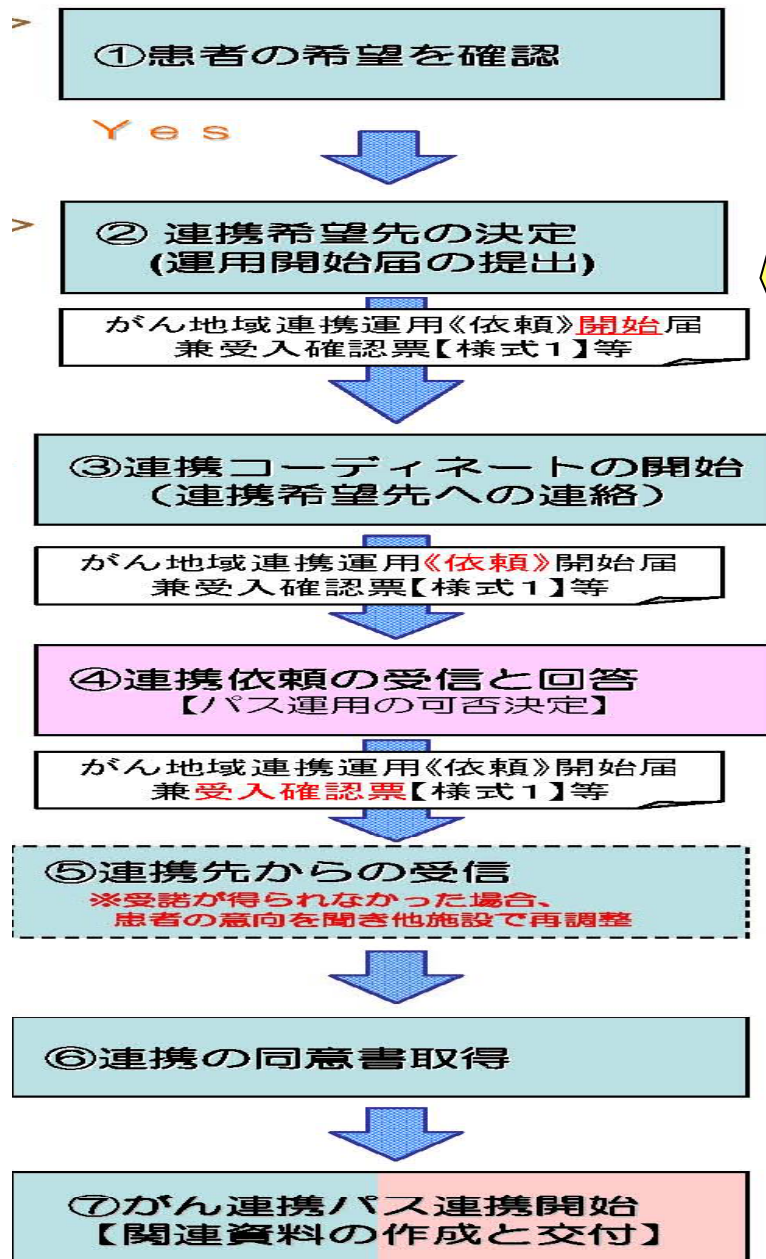 ①患者の希望を確認
Yes
② 連携希望先の決定
(運用開始届の提出)
がん地域連携運用《依頼》開始届
兼受入確認票【様式1】等
③連携コーディネートの開始
(連携希望先への連絡)
がん地域連携運用《依頼》開始届
兼受入確認票【様式1】等
④連携依頼の受信と回答
【パス運用の可否決定】
がん地域連携運用《依頼》開始届
兼受入確認票【様式1】等
⑤連携先からの受信
※受諾が得られなかった場合、
患者の意向を聞き他施設で再調整
⑥連携の同意書取得
⑦がん連携パス連携開始
【関連資料の作成と交付】